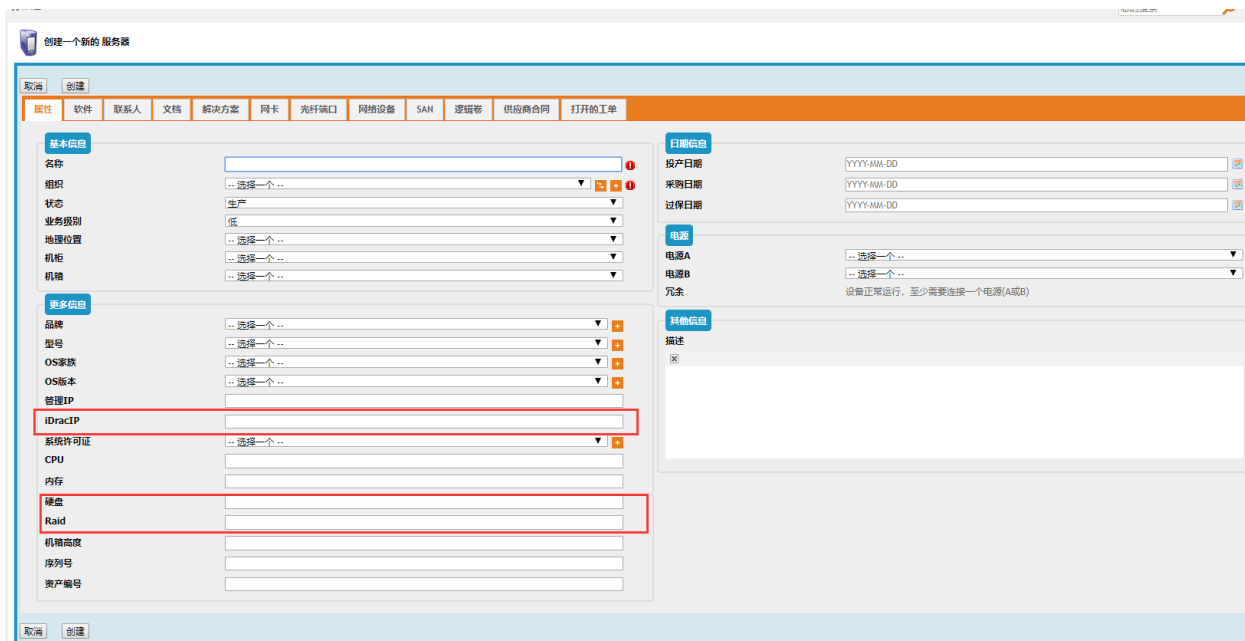 创建一个新的 服务器
取消 创建
属性 软件 联系人 文档 解决方案 网卡 光纤端口 网络设备 SAN 逻辑卷 供应商合同 打开的工单
基本信息
名称
组织 -- 选择一个 --
状态 生产
业务级别 低
地理位置 -- 选择一个 --
机柜 -- 选择一个 --
机箱 -- 选择一个 --
更多信息
品牌 -- 选择一个 --
型号 -- 选择一个 --
OS家族 -- 选择一个 --
OS版本 -- 选择一个 --
管理IP
iDracIP
系统许可证 -- 选择一个 --
CPU
内存
硬盘
Raid
机箱高度
序列号
资产编号
日期信息
投产日期 YYYY-MM-DD
采购日期 YYYY-MM-DD
过保日期 YYYY-MM-DD
电源
电源A -- 选择一个 --
电源B -- 选择一个 --
冗余 设备正常运行，至少需要连接一个电源(A或B)
其他信息
描述
取消 创建